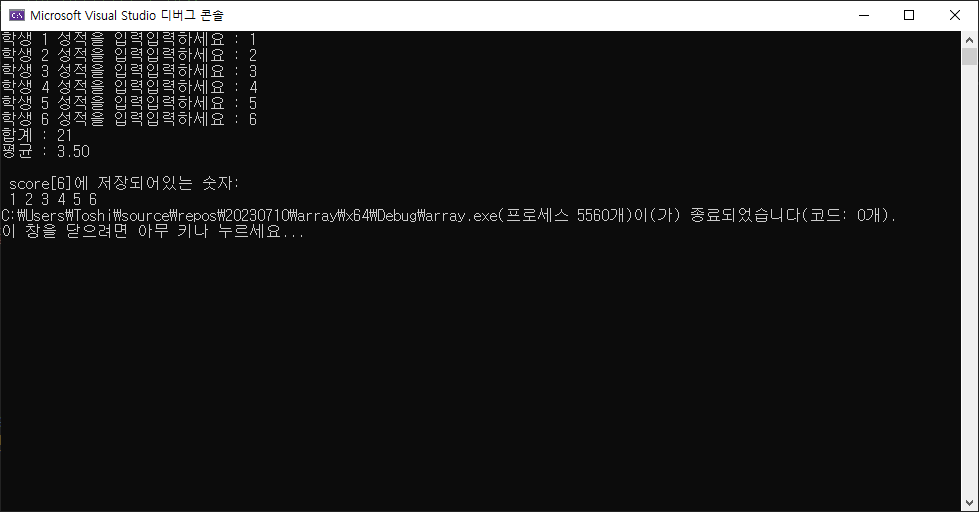 Microsoft Visual Studio 디버그 콘솔
학생 1 성적을 입력입력하세요 : 1
학생 2 성적을 입력입력하세요 : 2
학생 3 성적을 입력입력하세요 : 3
학생 4 성적을 입력입력하세요 : 4
학생 5 성적을 입력입력하세요 : 5
학생 6 성적을 입력입력하세요 : 6
합계 : 21
평균 : 3.50
score[6]에 저장되어있는 숫자:
1 2 3 4 5 6
C:₩Users₩Toshi₩source₩repos₩20230710₩array₩x64₩Debug₩array.exe(프로세스 5560개)이(가) 종료되었습니다(코드: 0개).
이 창을 닫으려면 아무 키나 누르세요...